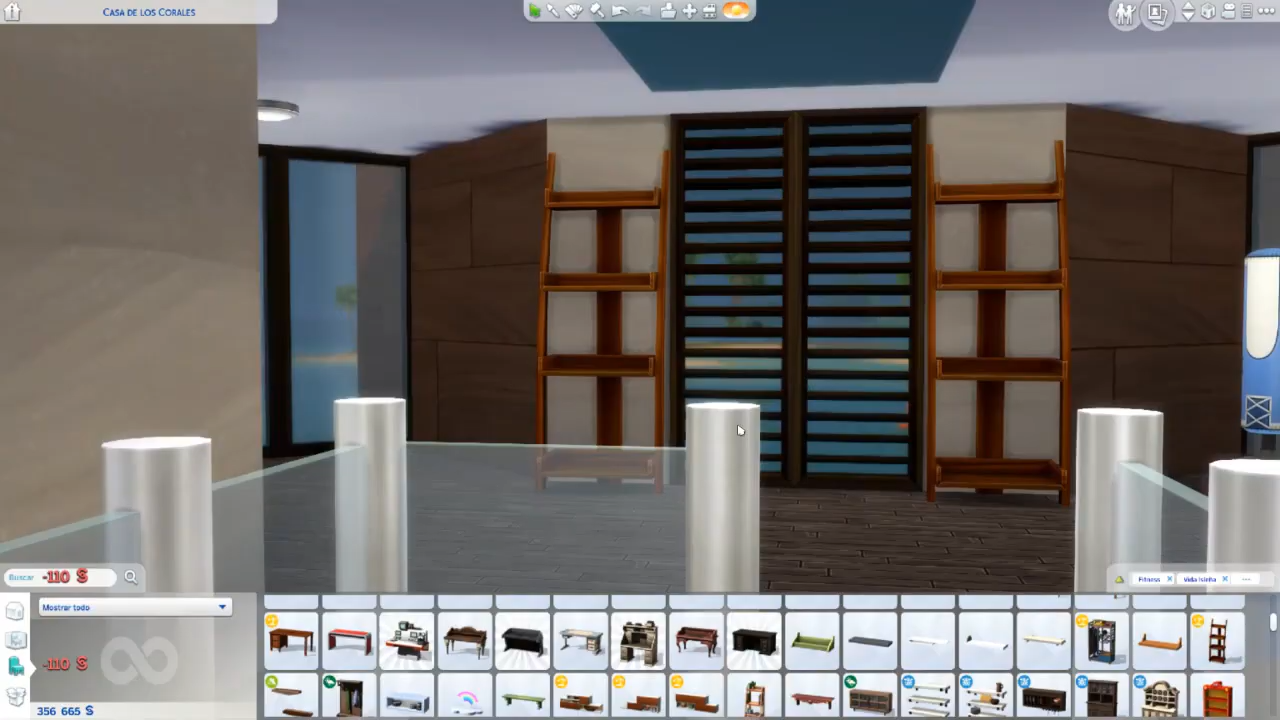 CASA DE LOS CORALES
Buscar -110 $
Fitness
Vida Isleña
Mostrar todo
-110 $
356 665 $